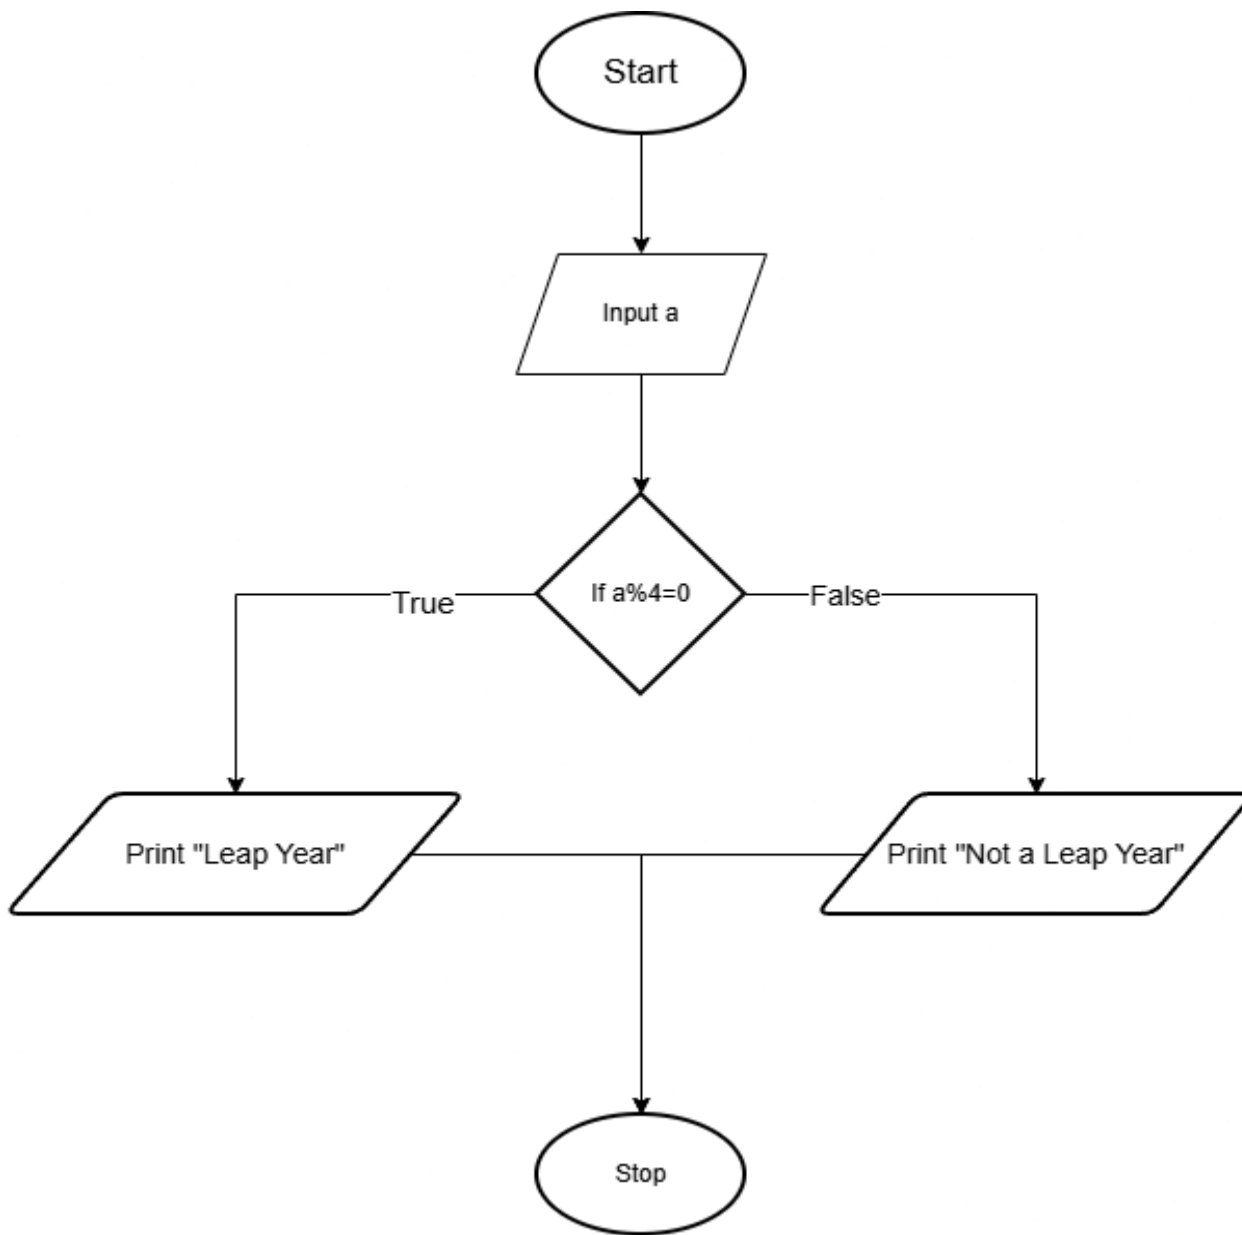 Start
Input a
If a%4=0
True
False
Print "Leap Year"
Print "Not a Leap Year"
Stop